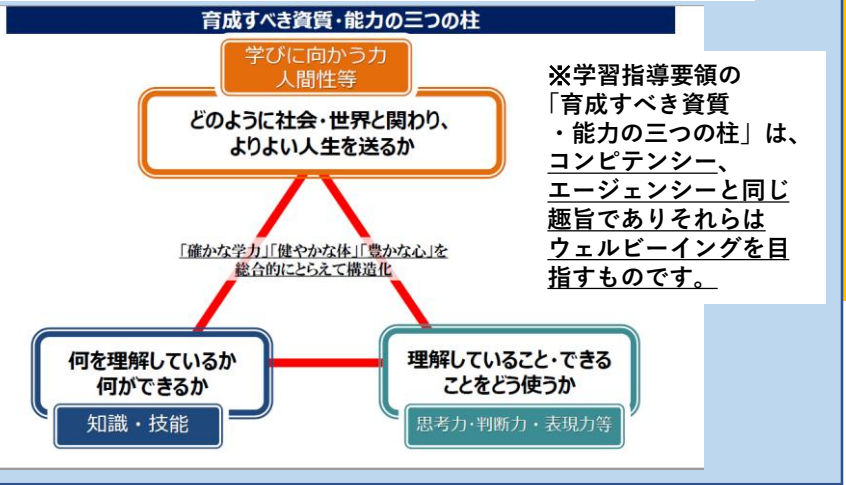 育成すべき資質・能力の三つの柱
学びに向かう力
人間性等
どのように社会・世界と関わり、
よりよい人生を送るか
「確かな学力」「健やかな体」「豊かな心」を
総合的にとらえて構造化
何を理解しているか
何ができるか
知識・技能
理解していること・できる
ことをどう使うか
思考力・判断力・表現力等
※学習指導要領の
「育成すべき資質
・能力の三つの柱」は、
コンピテンシー、
エージェンシーと同じ
趣旨でありそれらは
ウェルビーイングを目
指すものです。